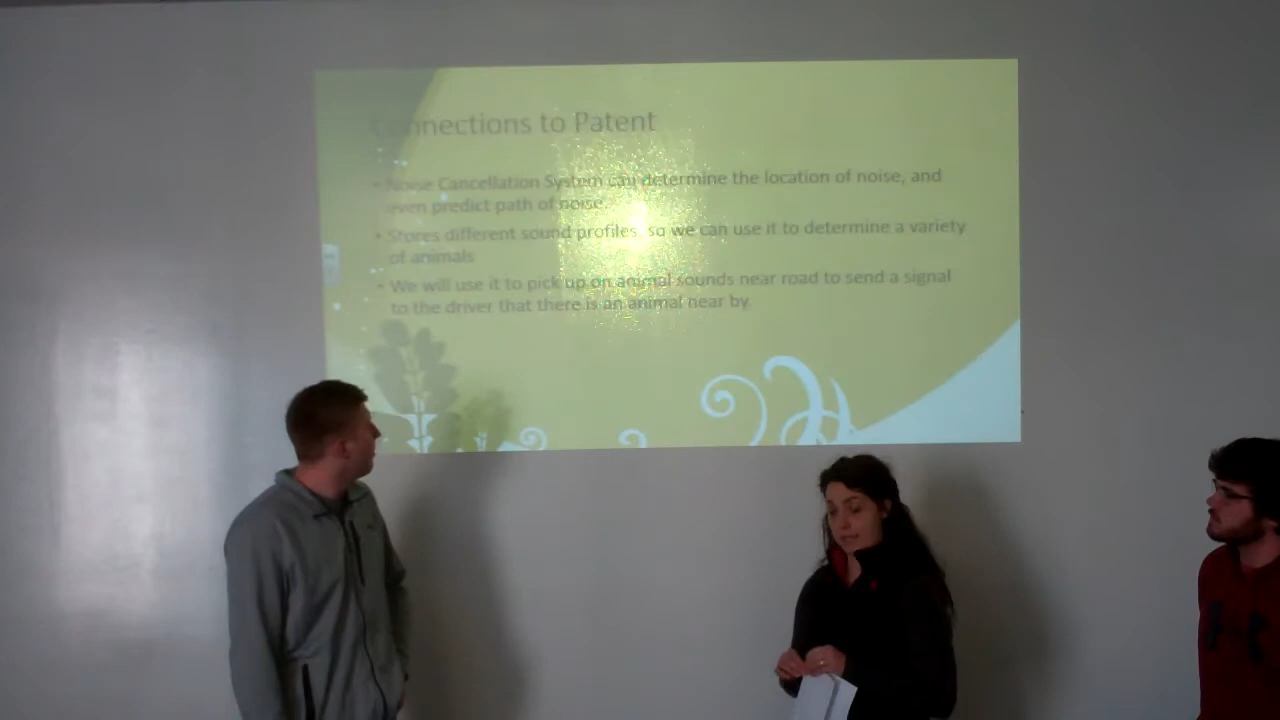 Connections to Patent
• Noise Cancellation System can determine the location of noise, and
even predict path of noise.
• Stores different sound profiles, so we can use it to determine a variety
of animals
• We will use it to pick up on animal sounds near road to send a signal
to the driver that there is an animal near by.